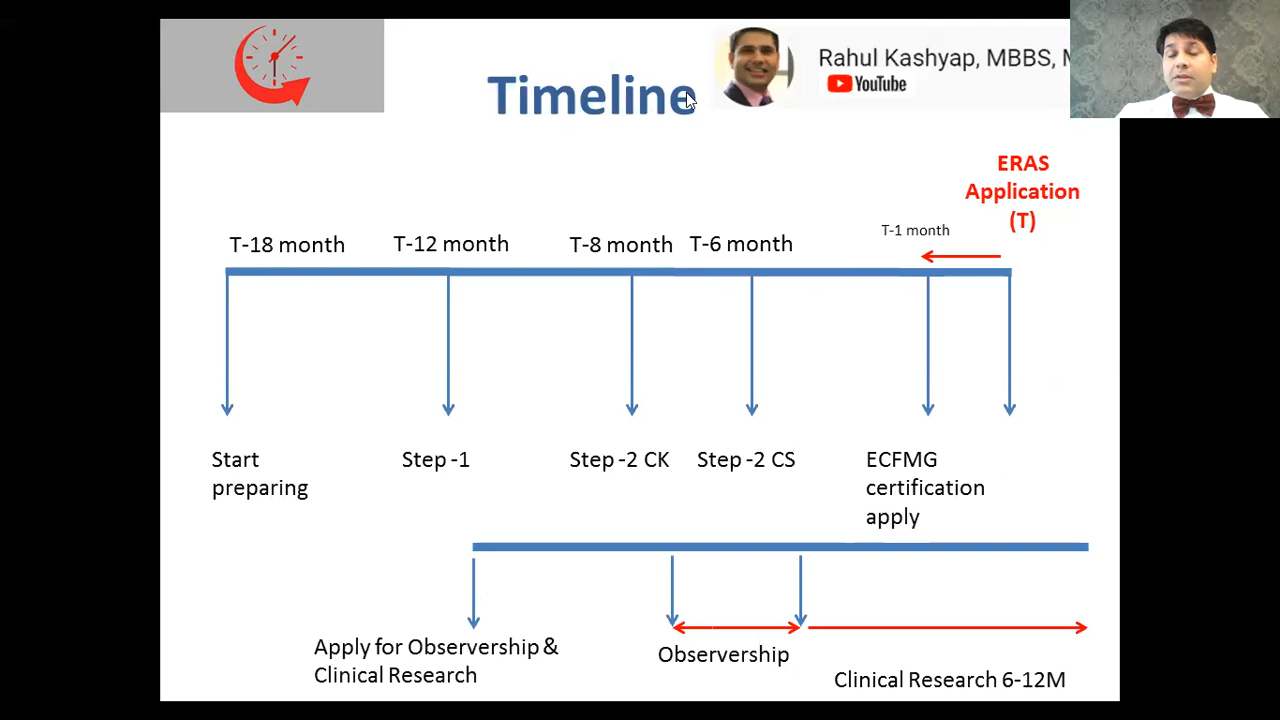 Timeline
Rahul Kashyap, MBBS, M
YouTube
ERAS
Application
(T)
T-18 month
T-12 month
T-8 month
T-6 month
T-1 month
Start
preparing
Step -1
Step -2 CK
Step -2 CS
ECFMG
certification
apply
Apply for Observership &
Clinical Research
Observership
Clinical Research 6-12M